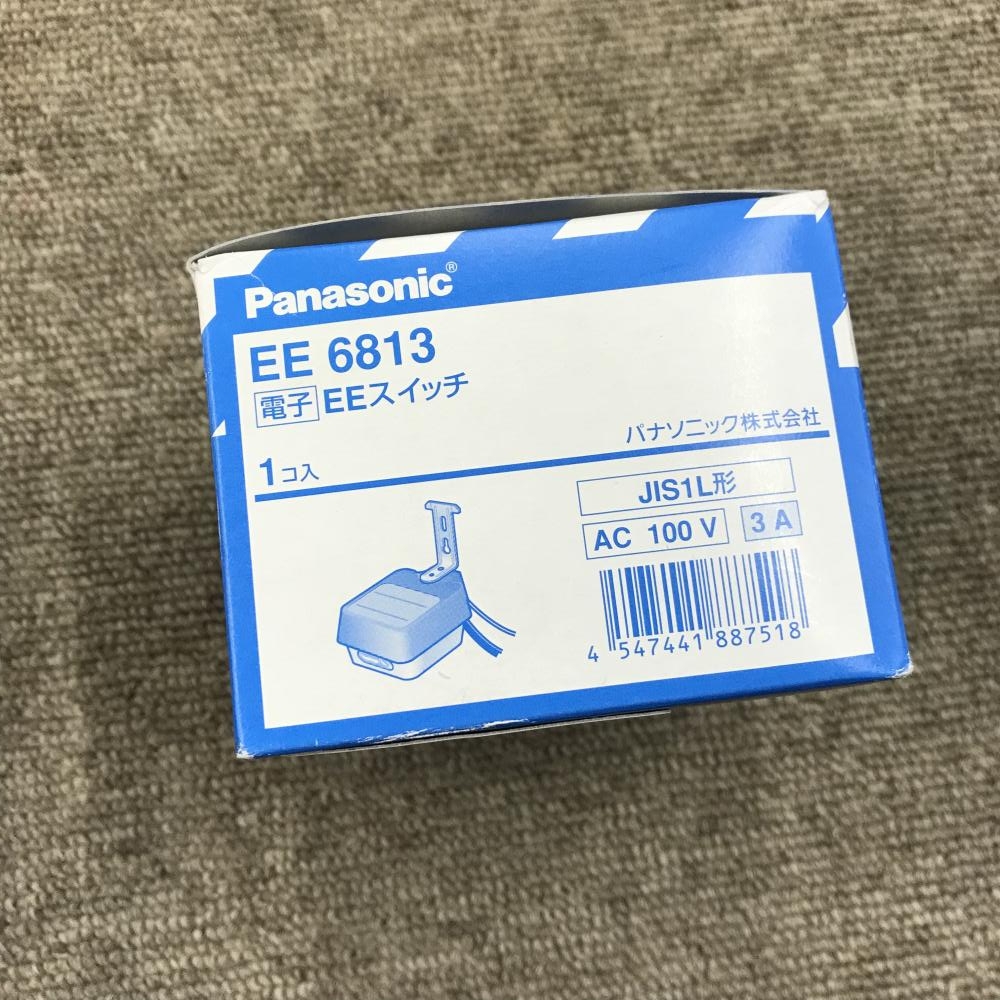 Panasonic®
EE 6813
電子 EEスイッチ
パナソニック株式会社
1コ入
JIS1L形
AC 100 V 3 A
4 547441 887518